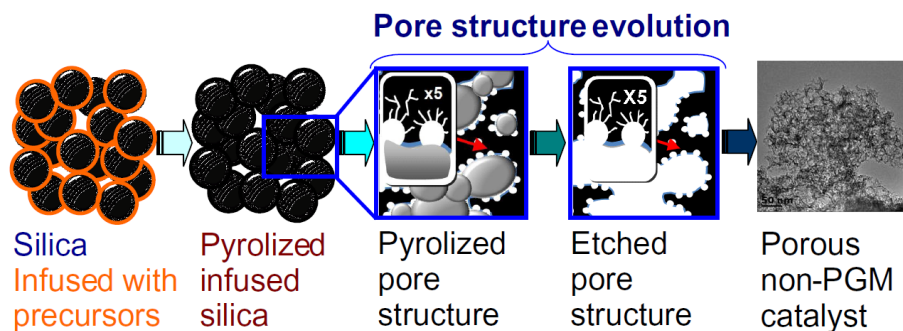 Pore structure evolution
x5
X5
50 nm
Silica
Infused with
precursors
Pyrolized
infused
silica
Pyrolized
pore
structure
Etched
pore
structure
Porous
non-PGM
catalyst